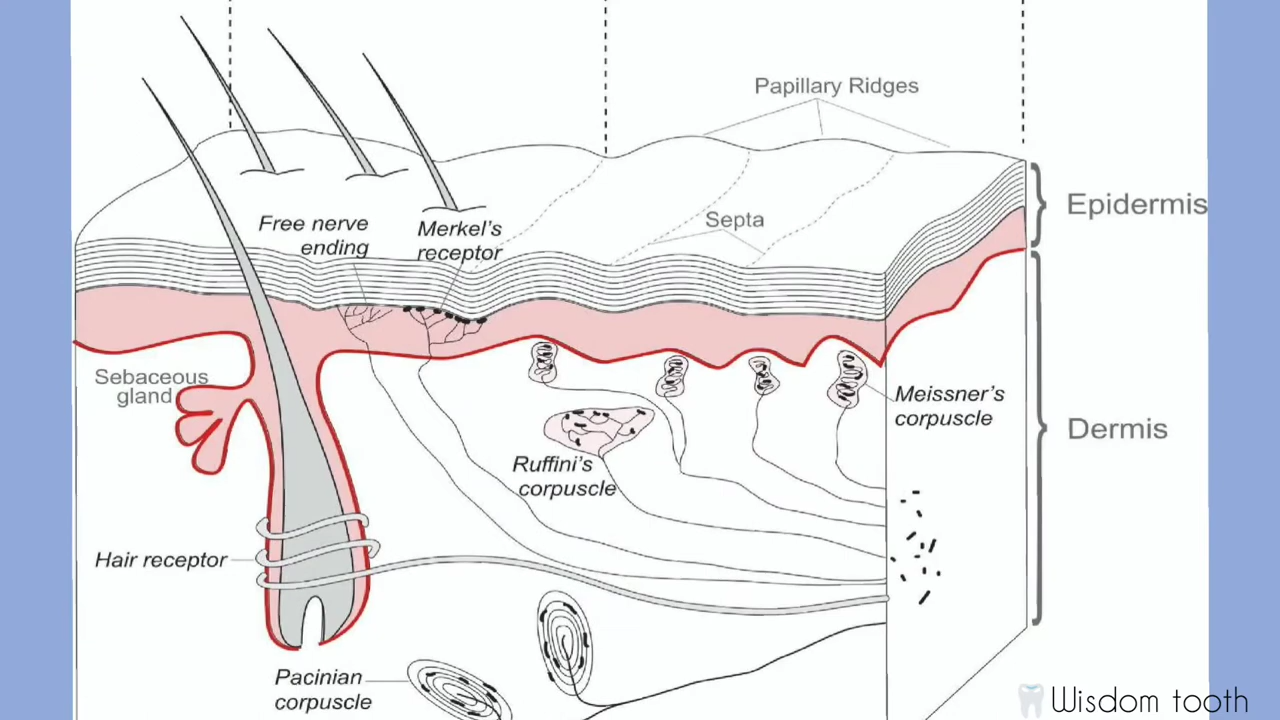 Papillary Ridges
Epidermis
Septa
Free nerve
ending
Merkel's
receptor
Sebaceous
gland
Meissner's
corpuscle
Dermis
Ruffini's
corpuscle
Hair receptor
Pacinian
corpuscle
Wisdom tooth